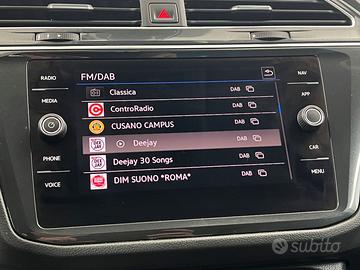 FM/DAB
RADIO
MEDIA
PHONE
VOICE
NAV
APP
CAR
MENU
Classica DAB
ControRadio DAB
CUSANO CAMPUS DAB
Deejay DAB
Deejay 30 Songs DAB
DIM SUONO *ROMA* DAB
subito